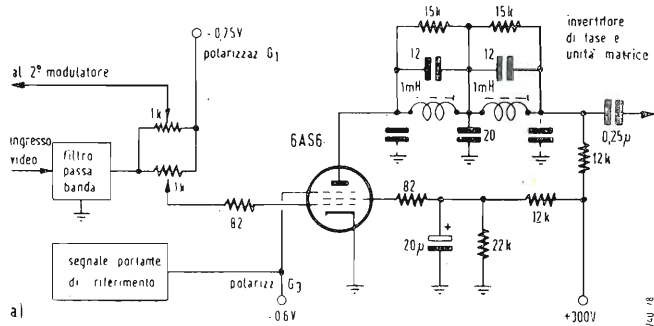 -0,75V
polarizzaz G1
al 2° modulatore
1k
ingresso
video
filtro
passa
banda
1k
82
segnale portante
di riferimento
polarizz G3
-0.6V
a)
6AS6
15k
15k
12
12
1mH
1mH
20
invertitore
di fase e
unità matrice
0,25µ
12k
82
12k
+
20µ
22k
+300V